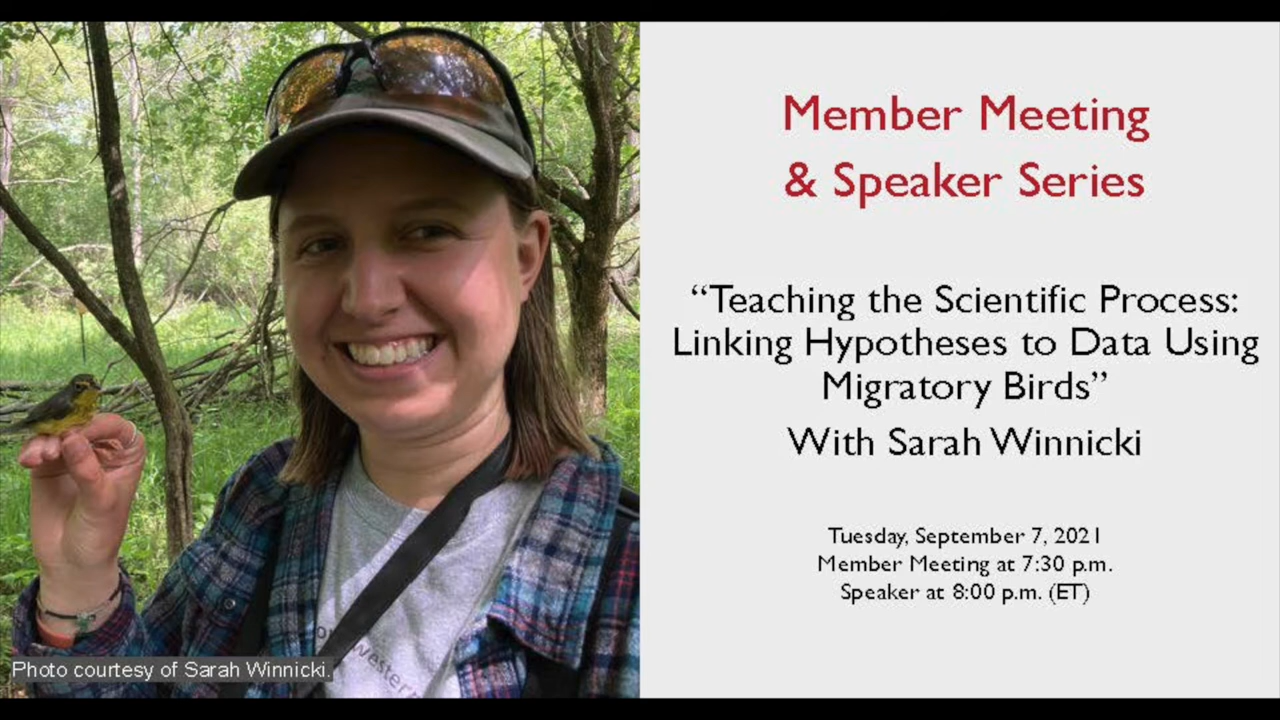 Member Meeting
& Speaker Series
“Teaching the Scientific Process:
Linking Hypotheses to Data Using
Migratory Birds”
With Sarah Winnicki
Tuesday, September 7, 2021
Member Meeting at 7:30 p.m.
Speaker at 8:00 p.m. (ET)
Photo courtesy of Sarah Winnicki.